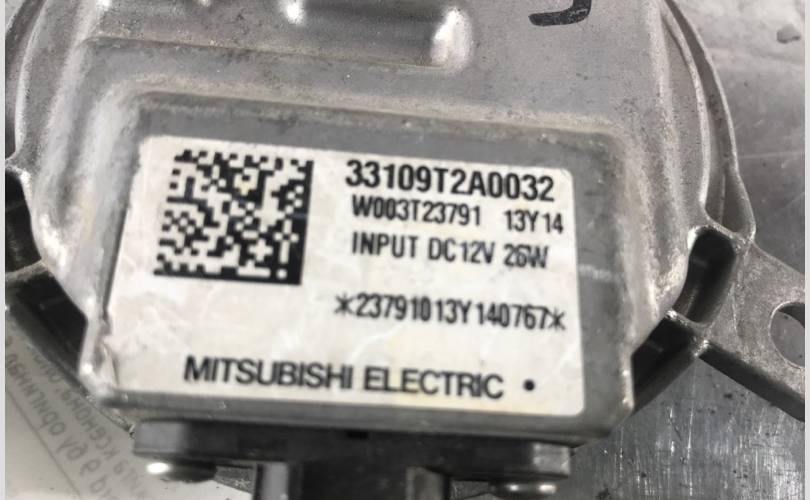 33109T2A0032
W003T23791 13Y14
INPUT DC12V 26W
*23791013Y140767*
MITSUBISHI ELECTRIC